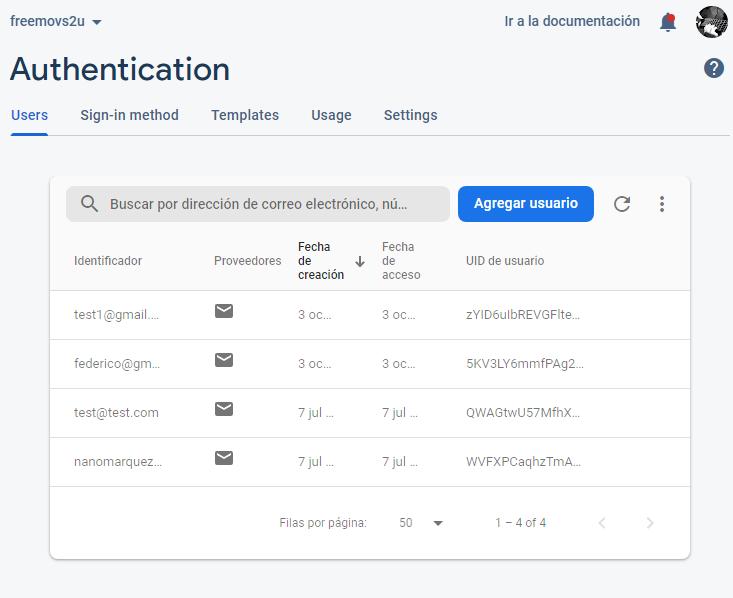 freemovs2u
Ir a la documentación
Authentication
Users Sign-in method Templates Usage Settings
Buscar por dirección de correo electrónico, nú...
Agregar usuario
Identificador Proveedores Fecha de creación Fecha de acceso UID de usuario
test1@gmail.... 3 oc... 3 oc... zYID6uIbREVGFlte...
federico@gm... 3 oc... 3 oc... 5KV3LY6mmfPAg2...
test@test.com 7 jul ... 7 jul ... QWAGtwU57MfhX...
nanomarquez... 7 jul ... 7 jul ... WVFXPCaqhzTmA...
Filas por página: 50 1 – 4 of 4